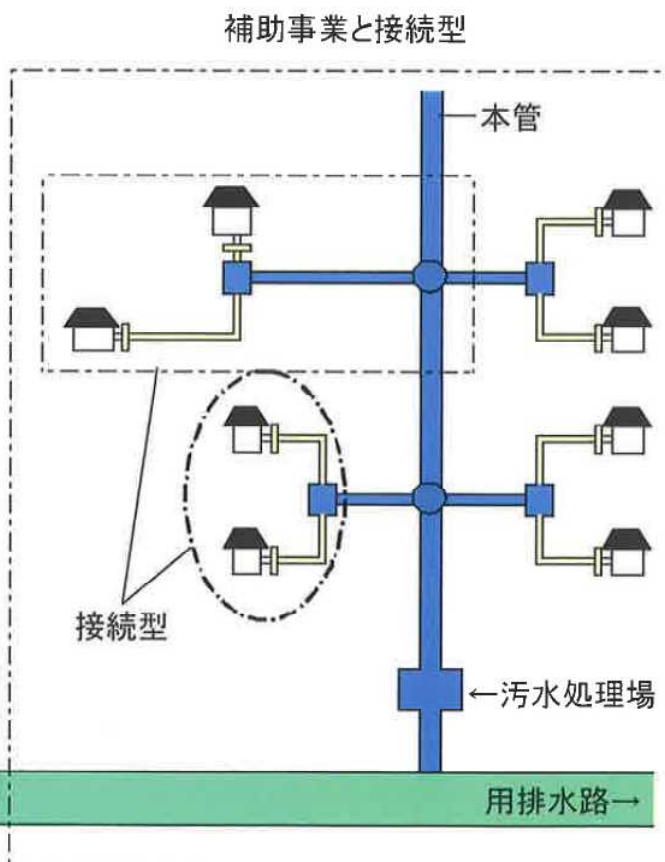 補助事業と接続型
本管
接続型
←汚水処理場
用排水路→